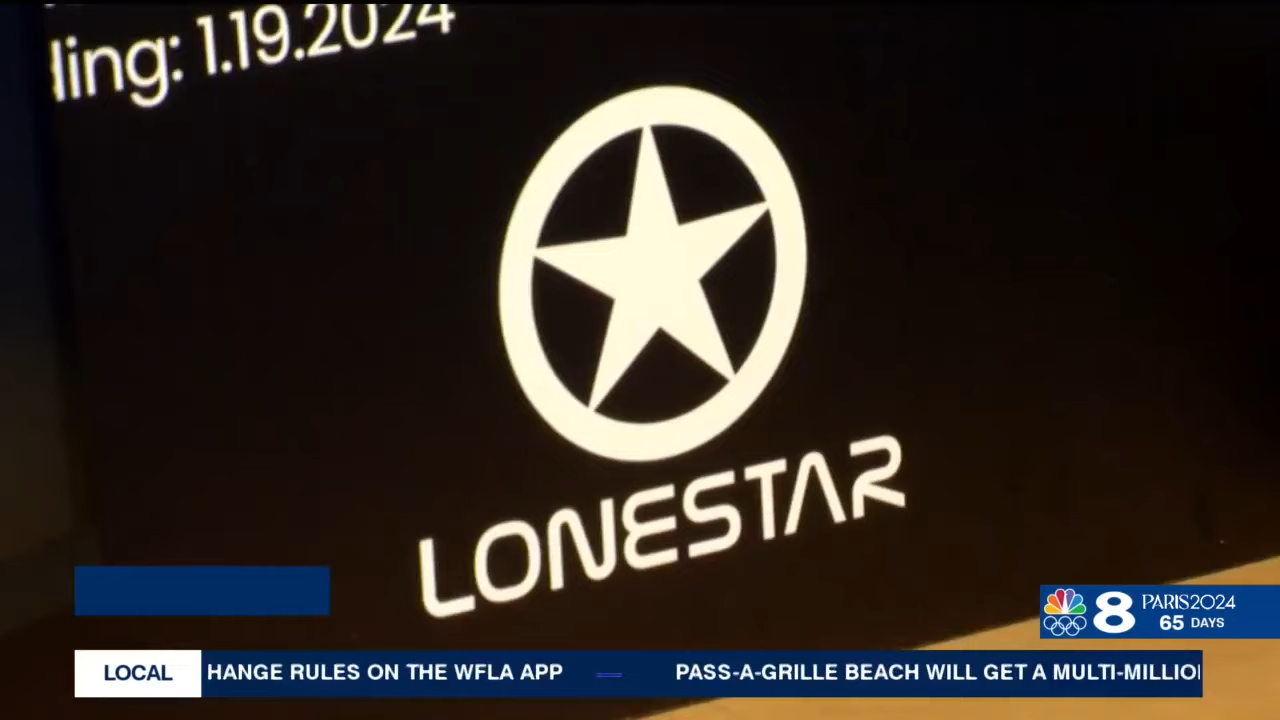 ling: 1.19.2024
LONESTAR
8 PARIS2024
65 DAYS
LOCAL HANGE RULES ON THE WFLA APP — PASS-A-GRILLE BEACH WILL GET A MULTI-MILLIO